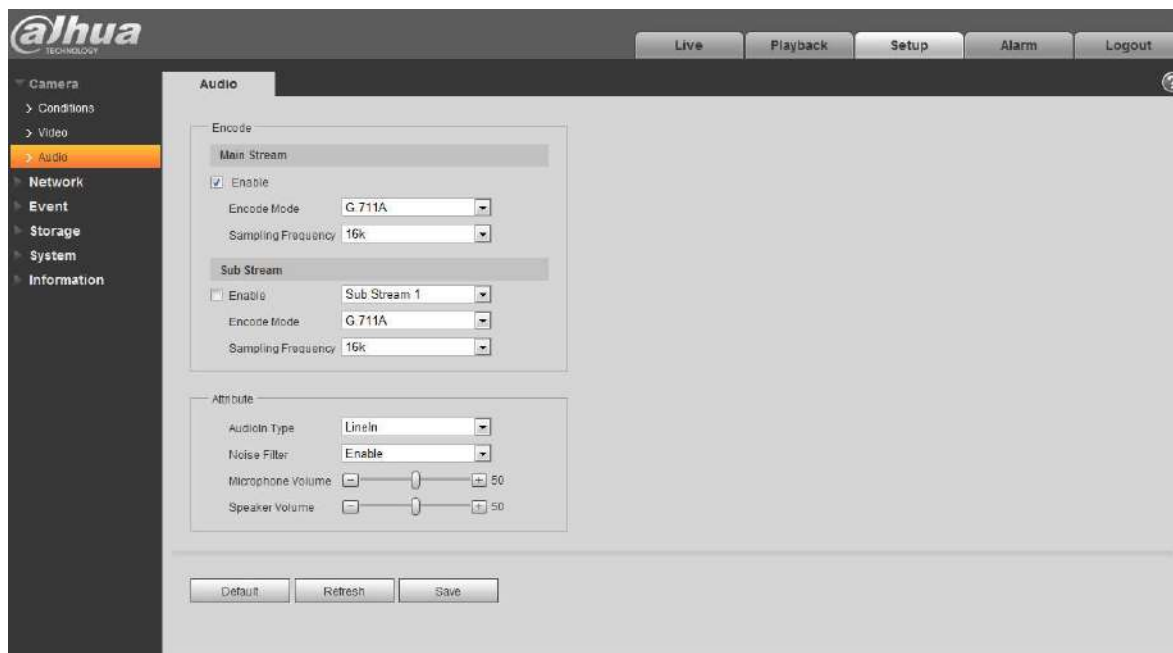 alhua
TECHNOLOGY
Live
Playback
Setup
Alarm
Logout
Camera
Conditions
Video
Audio
Network
Event
Storage
System
Information
Audio
?
Encode
Main Stream
Enable
Encode Mode G.711A
Sampling Frequency 16k
Sub Stream
Enable Sub Stream 1
Encode Mode G.711A
Sampling Frequency 16k
Attribute
AudioIn Type LineIn
Noise Filter Enable
Microphone Volume - + 50
Speaker Volume - + 50
Default Refresh Save